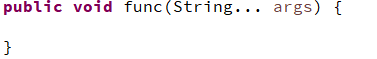 public void func(String... args) {
}